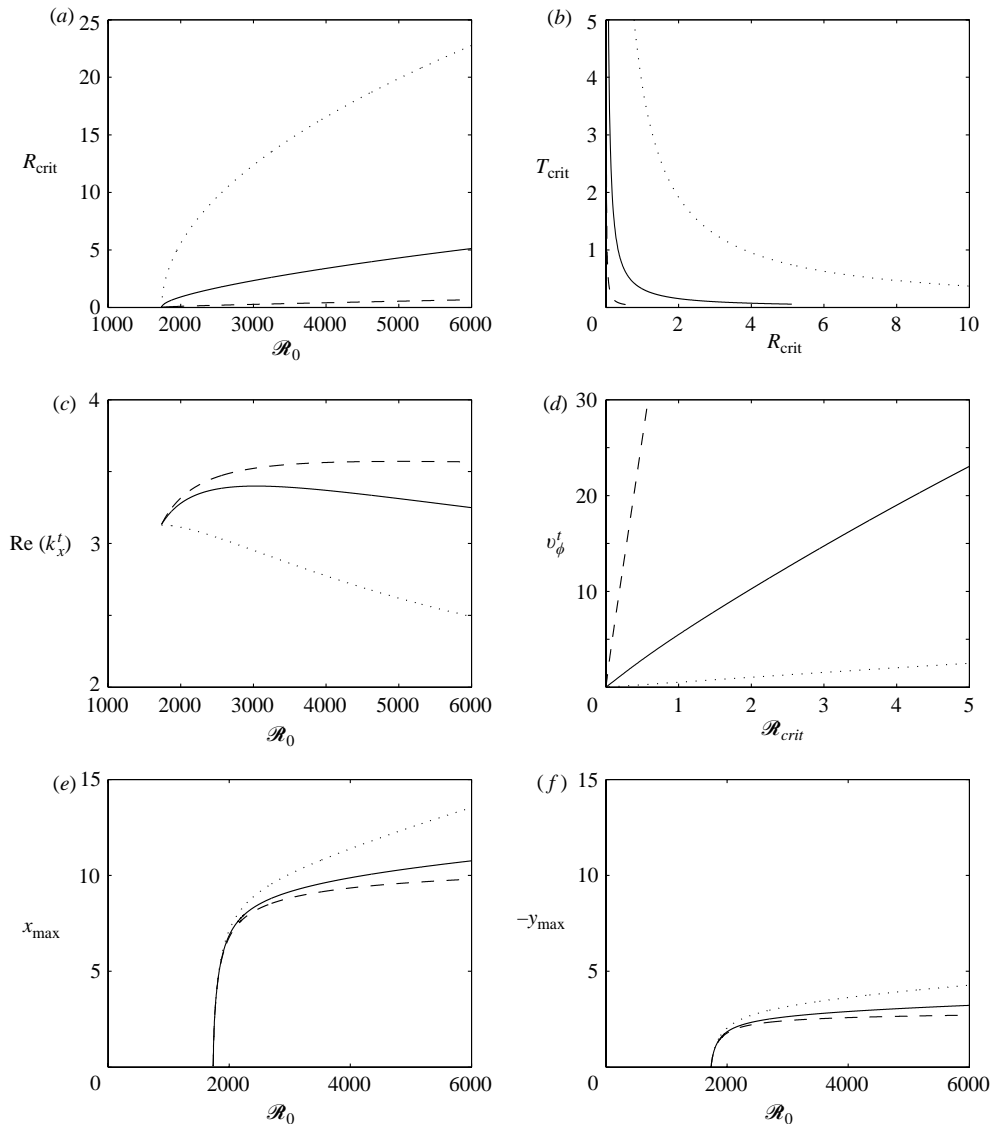 (a)
25
20
15
10
5
0
R_crit
1000 2000 3000 4000 5000 6000
ℛ_0
(b)
5
4
3
2
1
0 2 4 6 8 10
T_crit
R_crit
(c)
4
3
2
Re (k_x^t)
1000 2000 3000 4000 5000 6000
ℛ_0
(d)
30
20
10
0 1 2 3 4 5
υ_ϕ^t
ℛ_crit
(e)
15
10
5
0 2000 4000 6000
x_max
ℛ_0
(f)
15
10
5
0 2000 4000 6000
–y_max
ℛ_0